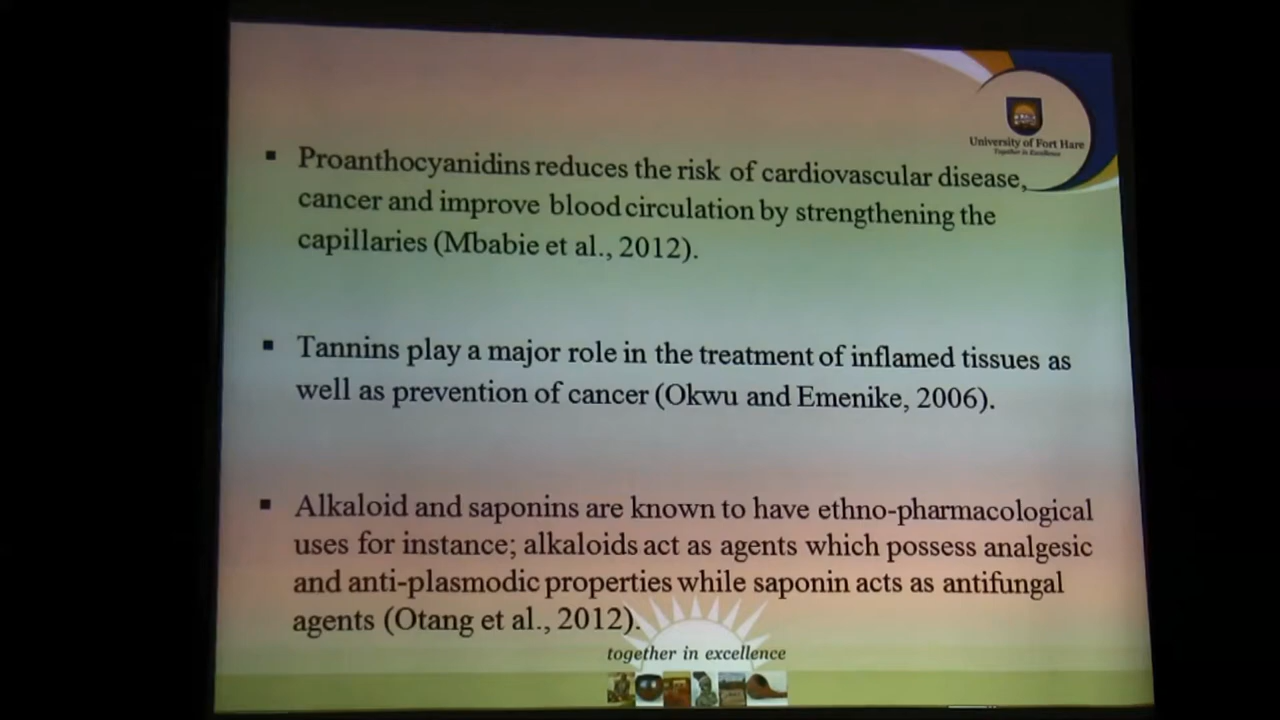 University of Fort Hare
Together in Excellence
▪ Proanthocyanidins reduces the risk of cardiovascular disease,
cancer and improve blood circulation by strengthening the
capillaries (Mbabie et al., 2012).
▪ Tannins play a major role in the treatment of inflamed tissues as
well as prevention of cancer (Okwu and Emenike, 2006).
▪ Alkaloid and saponins are known to have ethno-pharmacological
uses for instance; alkaloids act as agents which possess analgesic
and anti-plasmodic properties while saponin acts as antifungal
agents (Otang et al., 2012).
together in excellence